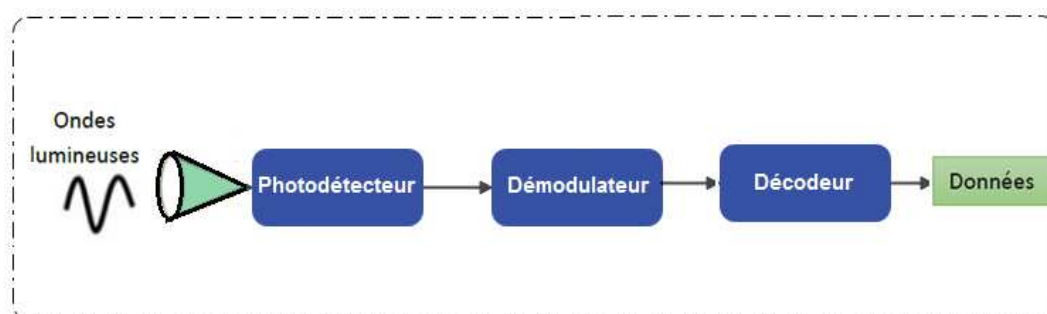 Ondes
lumineuses
Photodétecteur
Démodulateur
Décodeur
Données